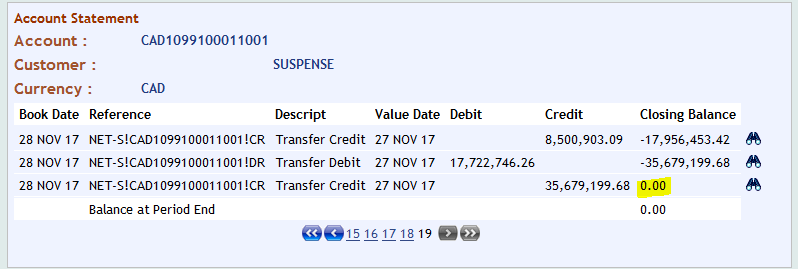 Account Statement
Account : CAD1099100011001
Customer : SUSPENSE
Currency : CAD
Book Date Reference Descript Value Date Debit Credit Closing Balance
28 NOV 17 NET-S!CAD1099100011001!CR Transfer Credit 27 NOV 17 8,500,903.09 -17,956,453.42
28 NOV 17 NET-S!CAD1099100011001!DR Transfer Debit 27 NOV 17 17,722,746.26 -35,679,199.68
28 NOV 17 NET-S!CAD1099100011001!CR Transfer Credit 27 NOV 17 35,679,199.68 0.00
Balance at Period End 0.00
15 16 17 18 19